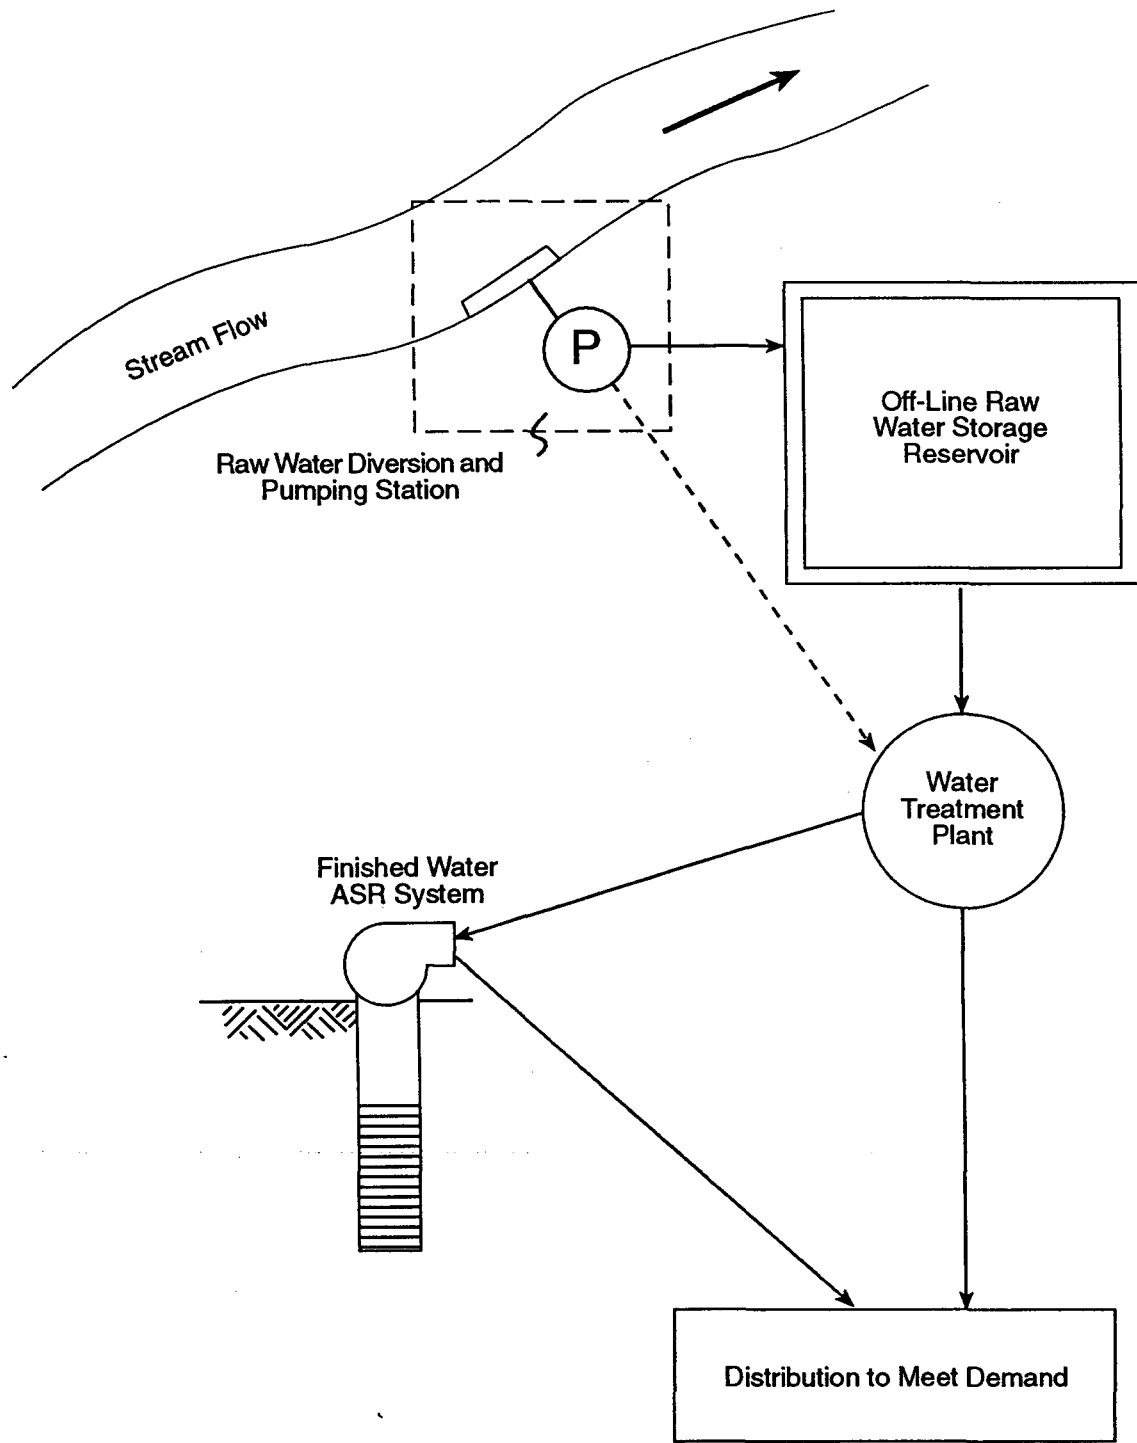 Stream Flow
P
Raw Water Diversion and
Pumping Station
Off-Line Raw
Water Storage
Reservoir
Water
Treatment
Plant
Finished Water
ASR System
Distribution to Meet Demand